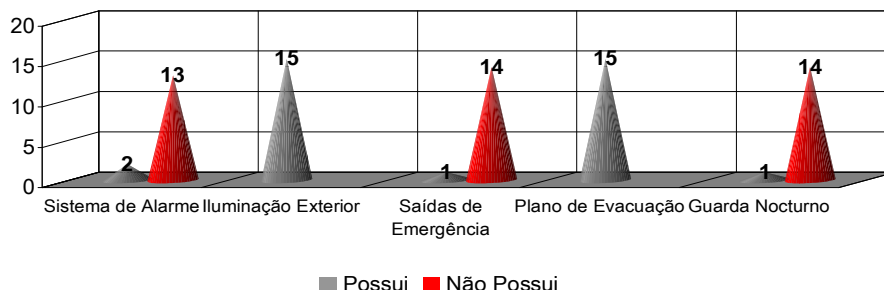 20
15
10
5
0
2
13
15
1
14
15
1
14
Sistema de Alarme
Iluminação Exterior
Saídas de
Emergência
Plano de Evacuação
Guarda Nocturno
Possui
Não Possui